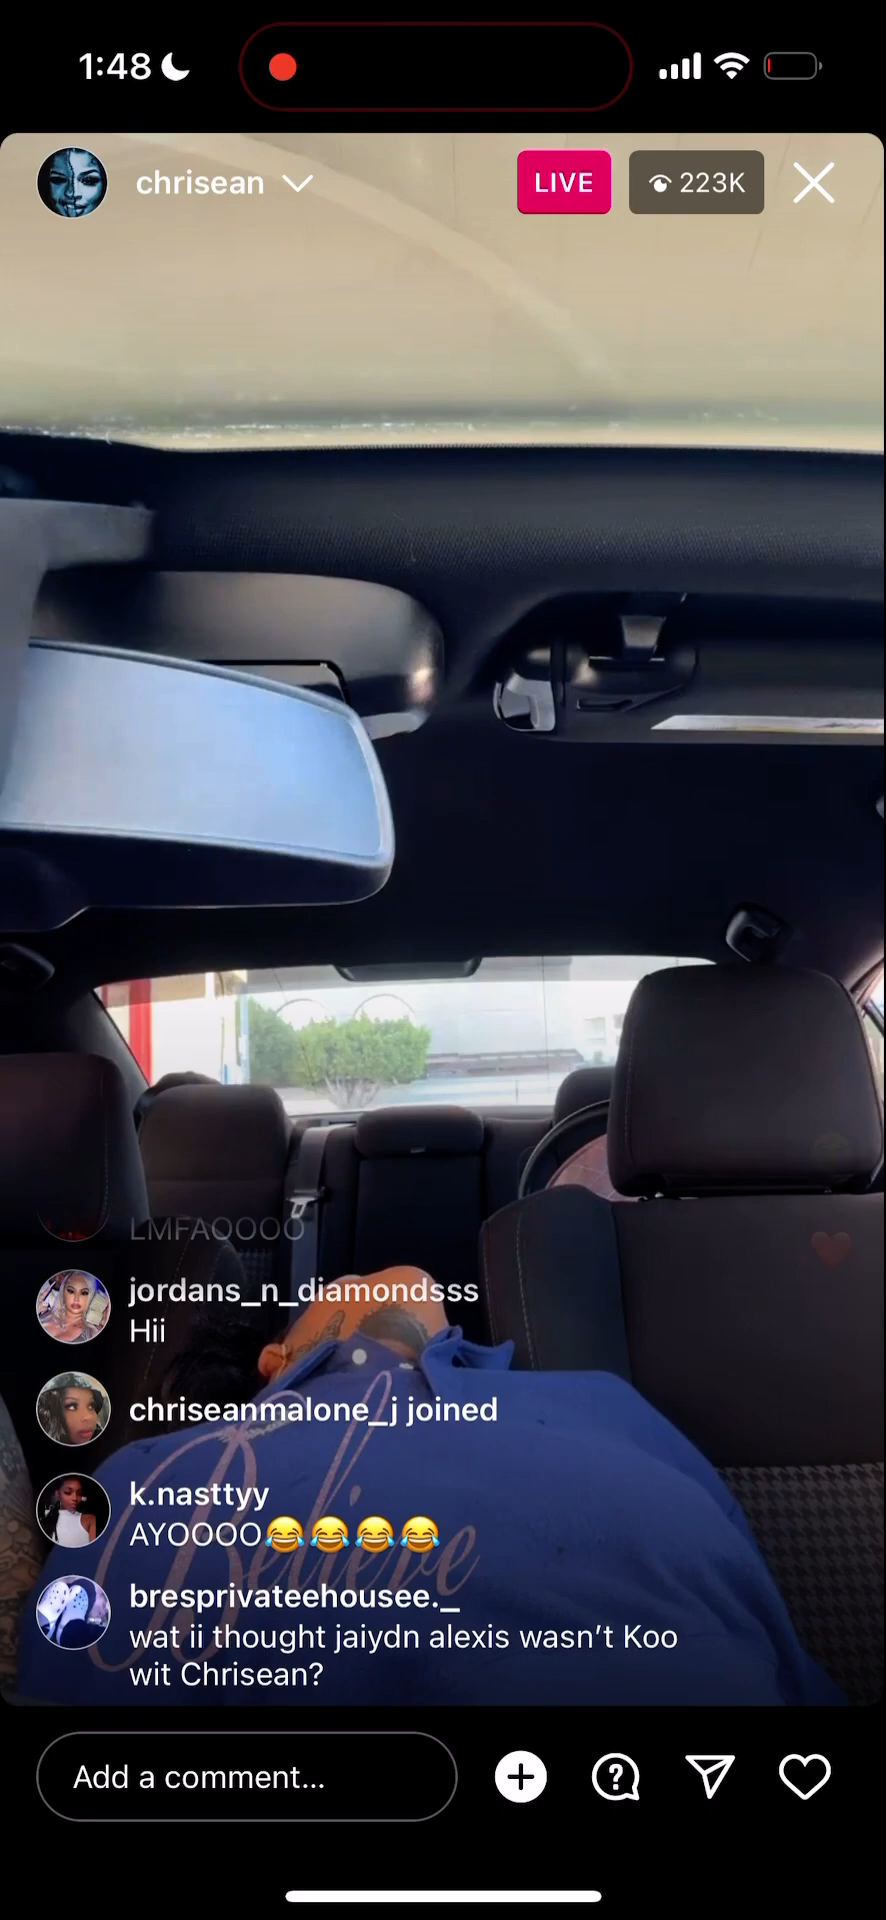 1:48
chrisean
LIVE
223K
LMFAOOOO
jordans_n_diamondsss
Hii
chriseanmalone_j joined
k.nasttyy
AYOOOO😂😂😂😂
bresprivateehousee._
wat ii thought jaiydn alexis wasn’t Koo
wit Chrisean?
Believe
Add a comment...